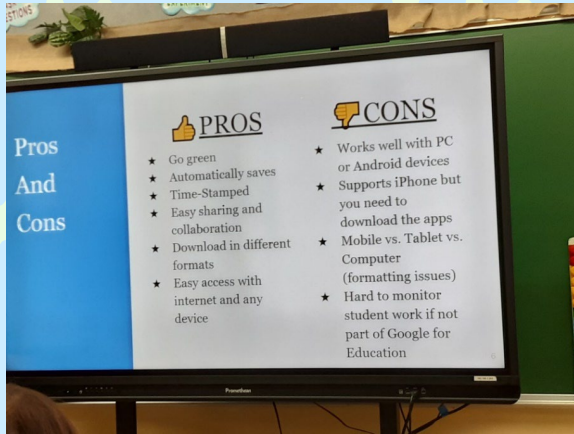 ESTIONS
Pros
And
Cons
PROS
★ Go green
★ Automatically saves
★ Time-Stamped
★ Easy sharing and
collaboration
★ Download in different
formats
★ Easy access with
internet and any
device
CONS
★ Works well with PC
or Android devices
★ Supports iPhone but
you need to
download the apps
★ Mobile vs. Tablet vs.
Computer
(formatting issues)
★ Hard to monitor
student work if not
part of Google for
Education
Promethean